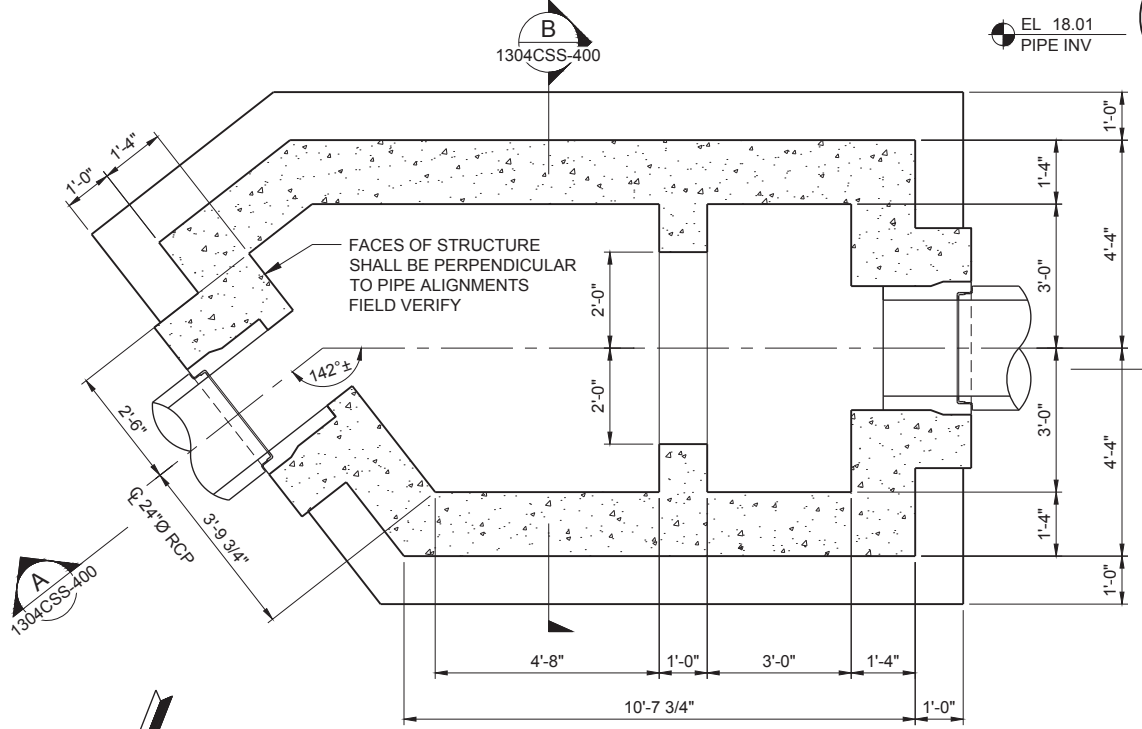 B
1304CSS-400
EL 18.01
PIPE INV
1'-0"
1'-4"
1'-0"
1'-4"
4'-4"
3'-0"
FACES OF STRUCTURE
SHALL BE PERPENDICULAR
TO PIPE ALIGNMENTS
FIELD VERIFY
2'-0"
142°±
2'-0"
3'-0"
4'-4"
2'-6"
℄ 24"Ø RCP
3'-9 3/4"
1'-4"
1'-0"
A
1304CSS-400
4'-8"
1'-0"
3'-0"
1'-4"
10'-7 3/4"
1'-0"